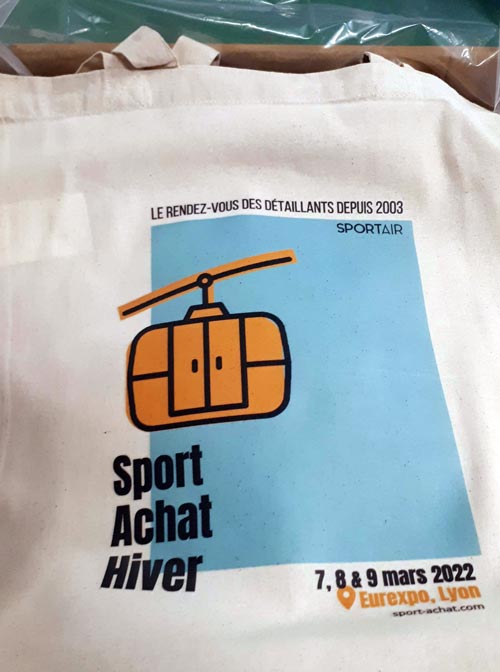 LE RENDEZ-VOUS DES DÉTAILLANTS DEPUIS 2003
SPORTAIR
Sport
Achat
Hiver
7, 8 & 9 mars 2022
Eurexpo, Lyon
sport-achat.com